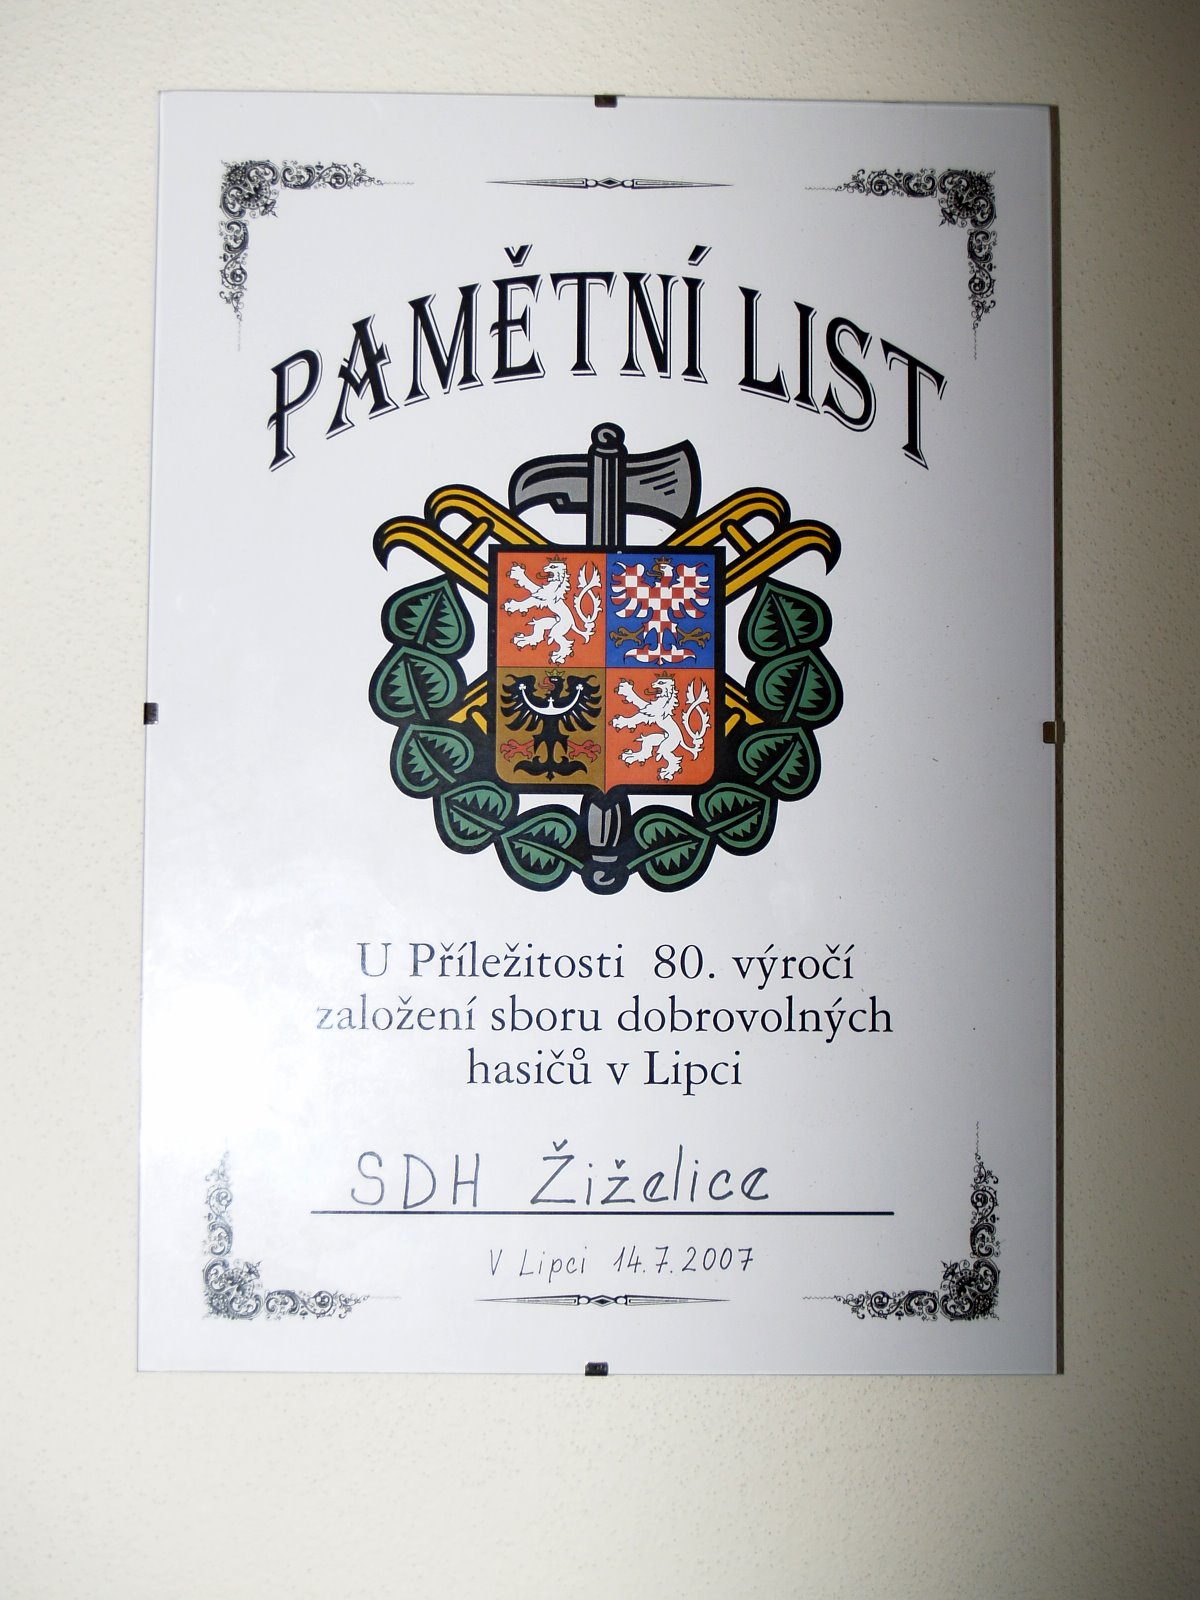 PAMĚTNÍ LIST
U Příležitosti 80. výročí
založení sboru dobrovolných
hasičů v Lipci
SDH Žiželice
V Lipci 14.7.2007